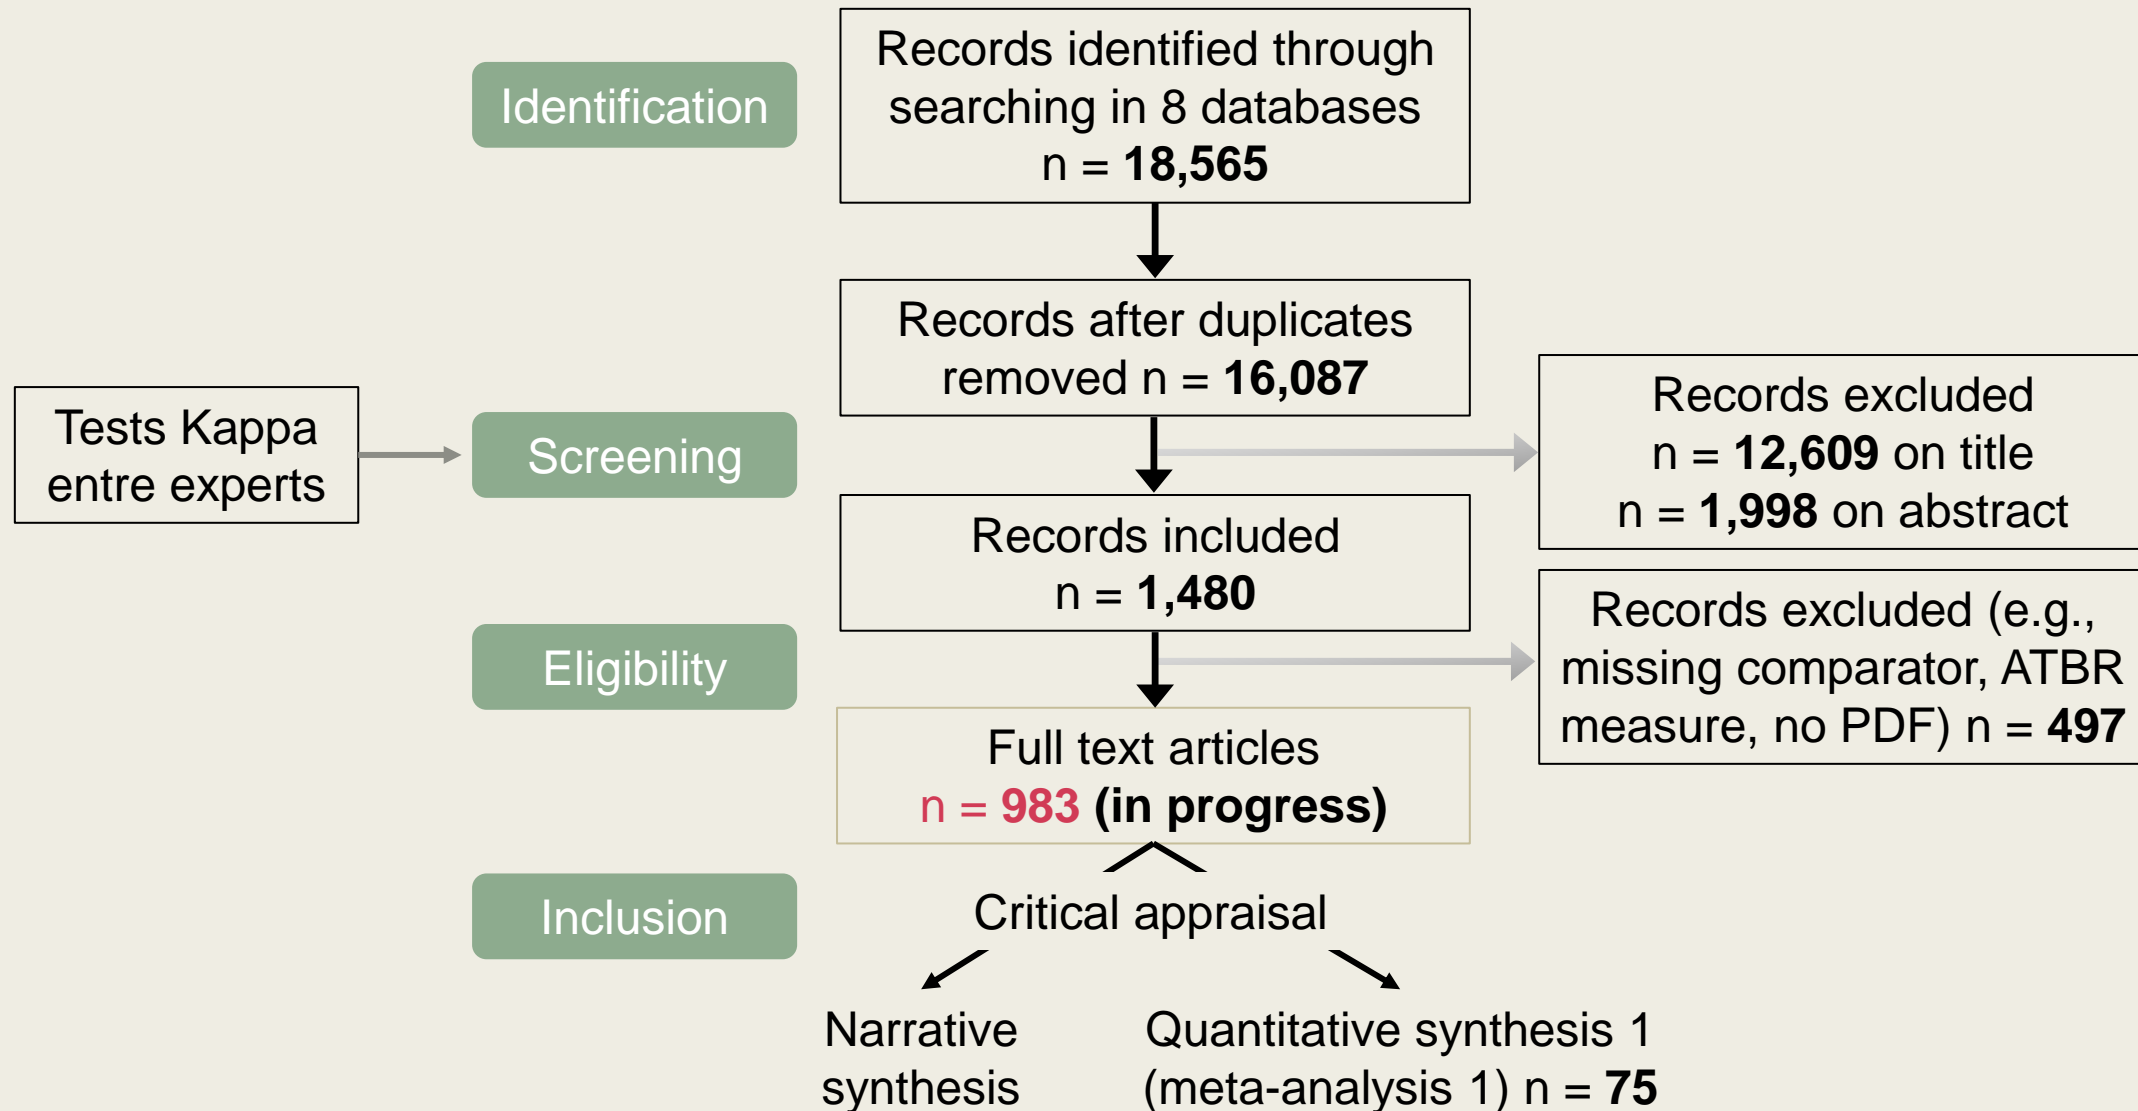 Identification
Records identified through
searching in 8 databases
n = 18,565
Records after duplicates
removed n = 16,087
Tests Kappa
entre experts
Screening
Records excluded
n = 12,609 on title
n = 1,998 on abstract
Records included
n = 1,480
Eligibility
Records excluded (e.g.,
missing comparator, ATBR
measure, no PDF) n = 497
Full text articles
n = 983 (in progress)
Inclusion
Critical appraisal
Narrative
synthesis
Quantitative synthesis 1
(meta-analysis 1) n = 75